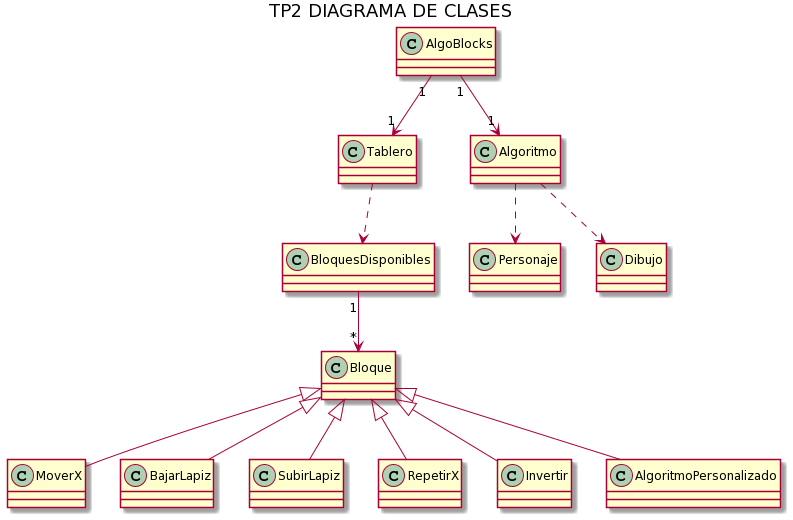 TP2 DIAGRAMA DE CLASES
C AlgoBlocks
1 1
1 1
C Tablero C Algoritmo
C BloquesDisponibles C Personaje C Dibujo
1
*
C Bloque
C MoverX C BajarLapiz C SubirLapiz C RepetirX C Invertir C AlgoritmoPersonalizado